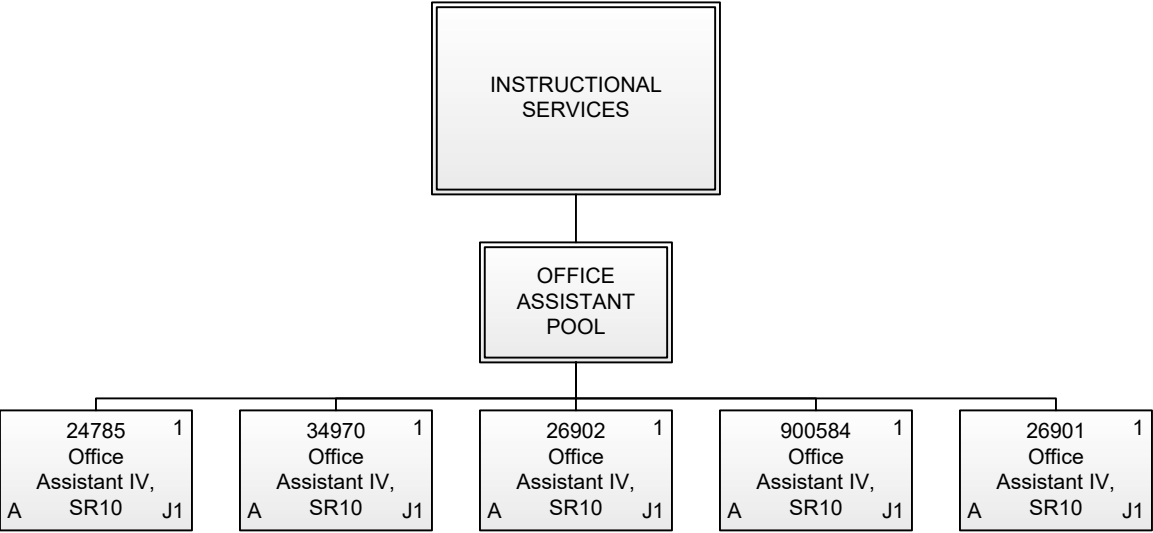 INSTRUCTIONAL
SERVICES
OFFICE
ASSISTANT
POOL
24785 1
Office
Assistant IV,
A SR10 J1
34970 1
Office
Assistant IV,
A SR10 J1
26902 1
Office
Assistant IV,
A SR10 J1
900584 1
Office
Assistant IV,
A SR10 J1
26901 1
Office
Assistant IV,
A SR10 J1